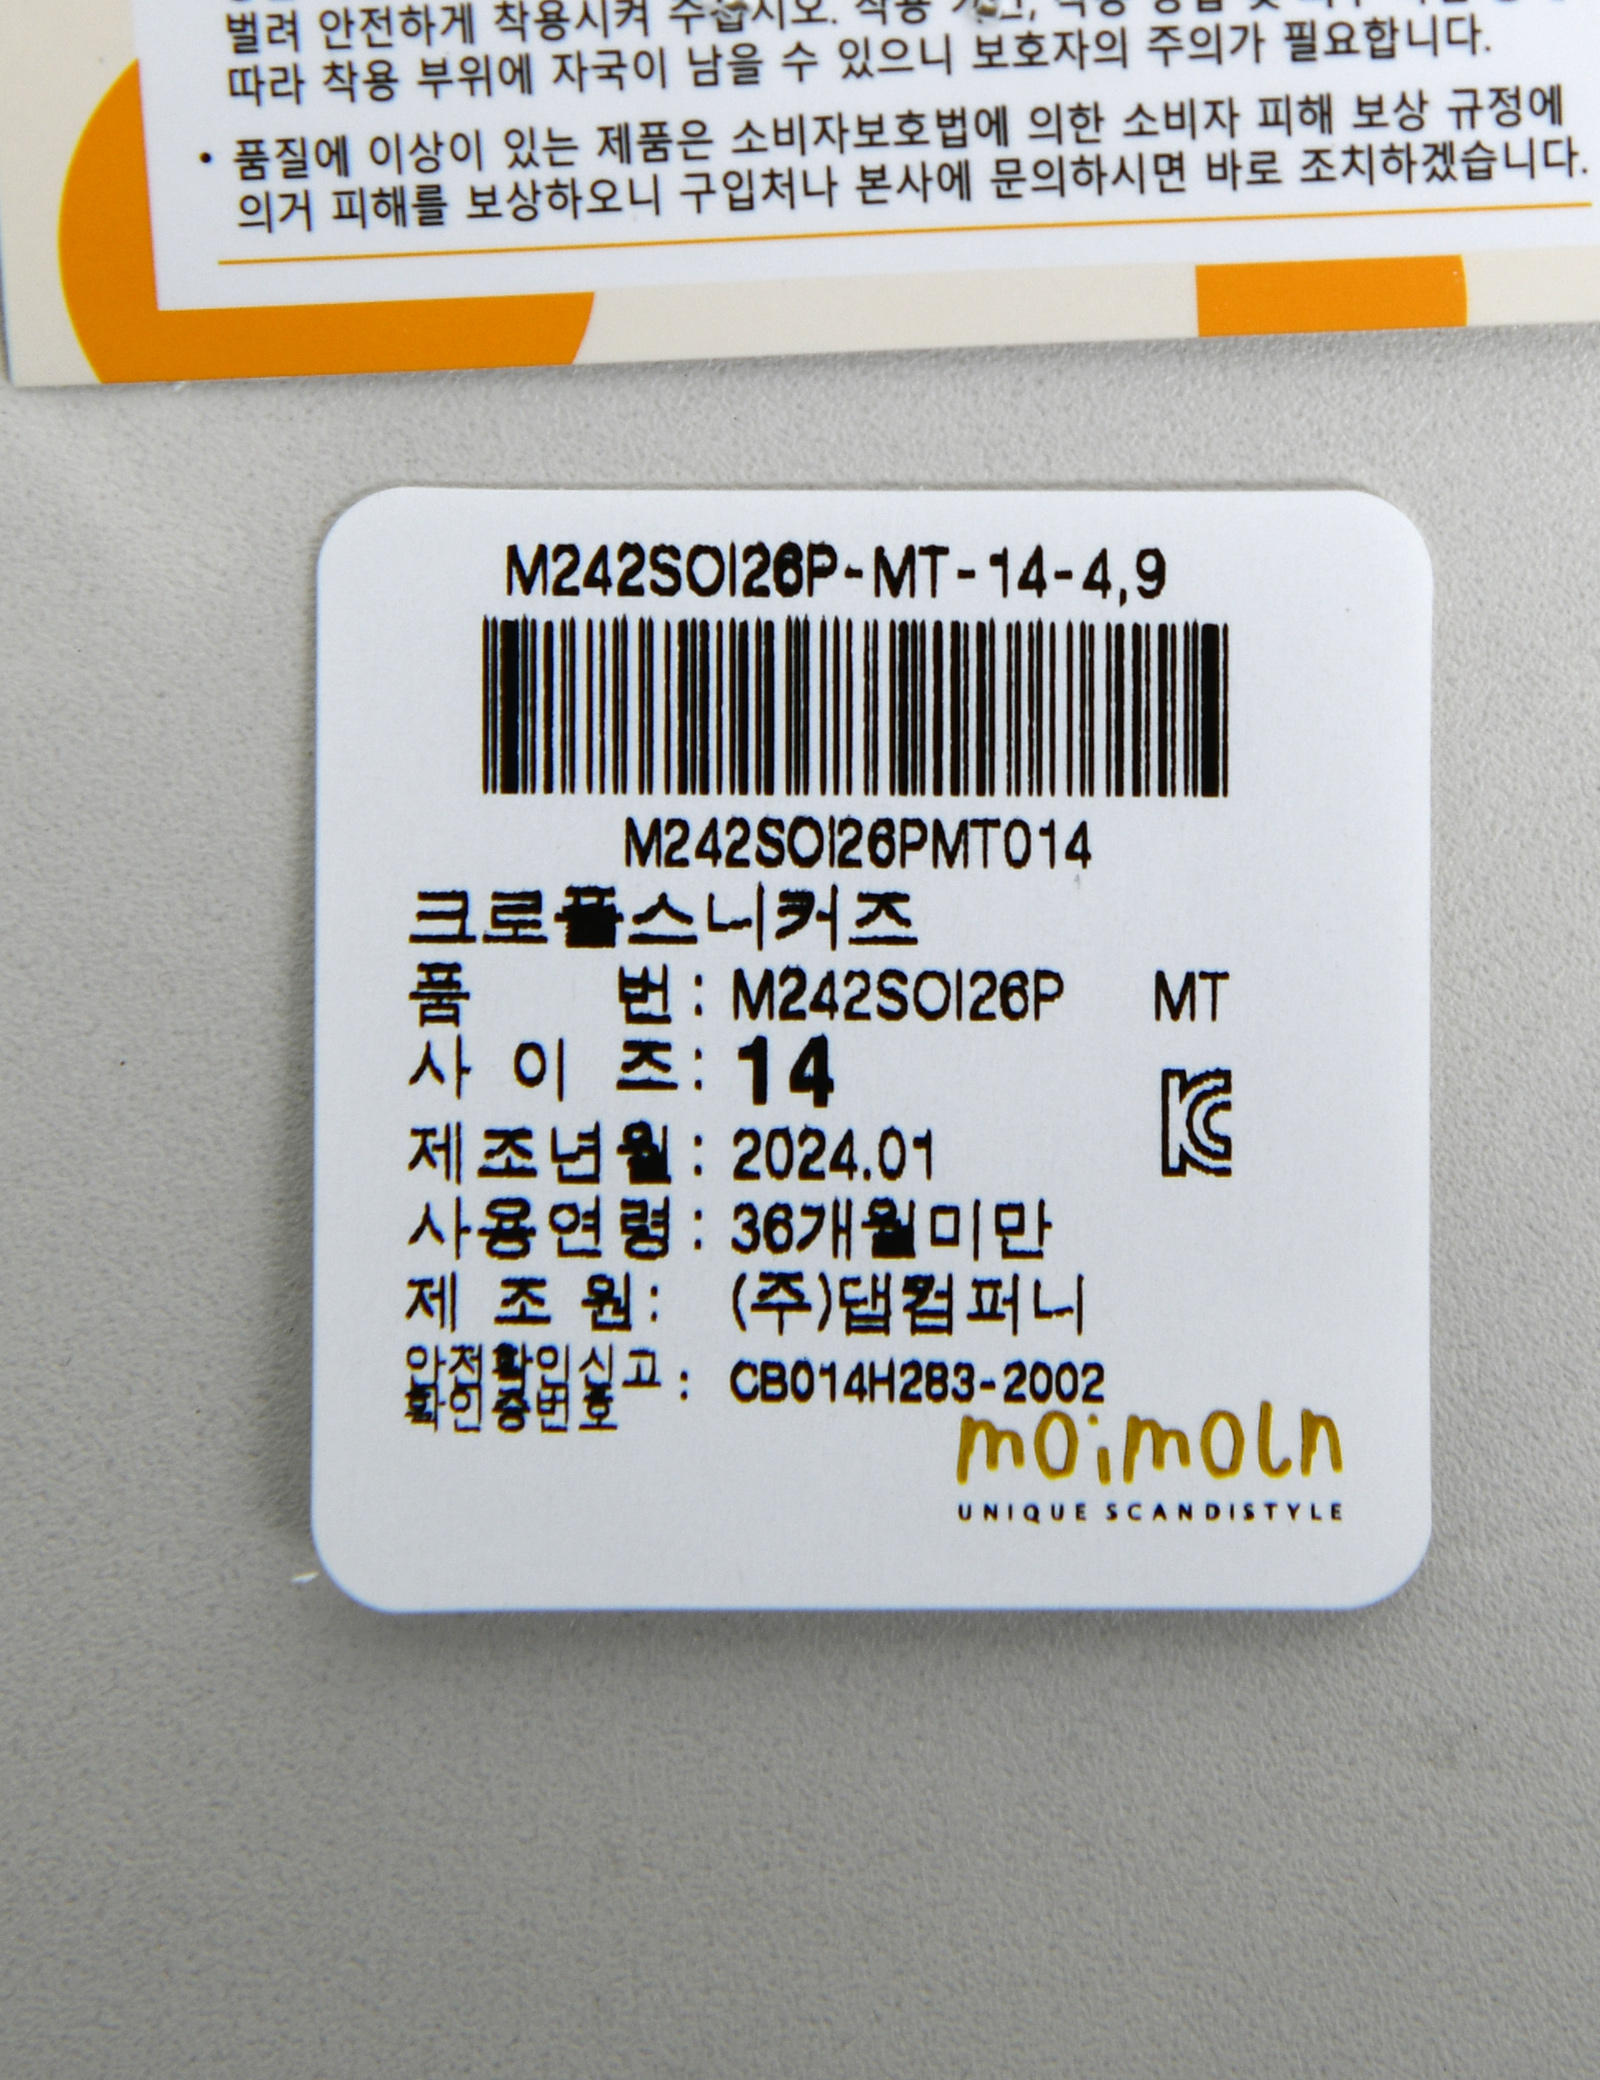 벌려 안전하게 착용시켜 주십시오. 착용
따라 착용 부위에 자국이 남을 수 있으니 보호자의 주의가 필요합니다.
• 품질에 이상이 있는 제품은 소비자보호법에 의한 소비자 피해 보상 규정에
의거 피해를 보상하오니 구입처나 본사에 문의하시면 바로 조치하겠습니다.
M242SOI26P-MT-14-4,9
M242SOI26PMT014
크로플스니커즈
품 번 : M242SOI26P MT
사 이 즈 : 14
제조년월 : 2024.01
사용연령 : 36개월미만
제 조 원 : (주)댑컴퍼니
안전확인신고
확인증번호 : CB014H283-2002
moimoln
UNIQUE SCANDISTYLE